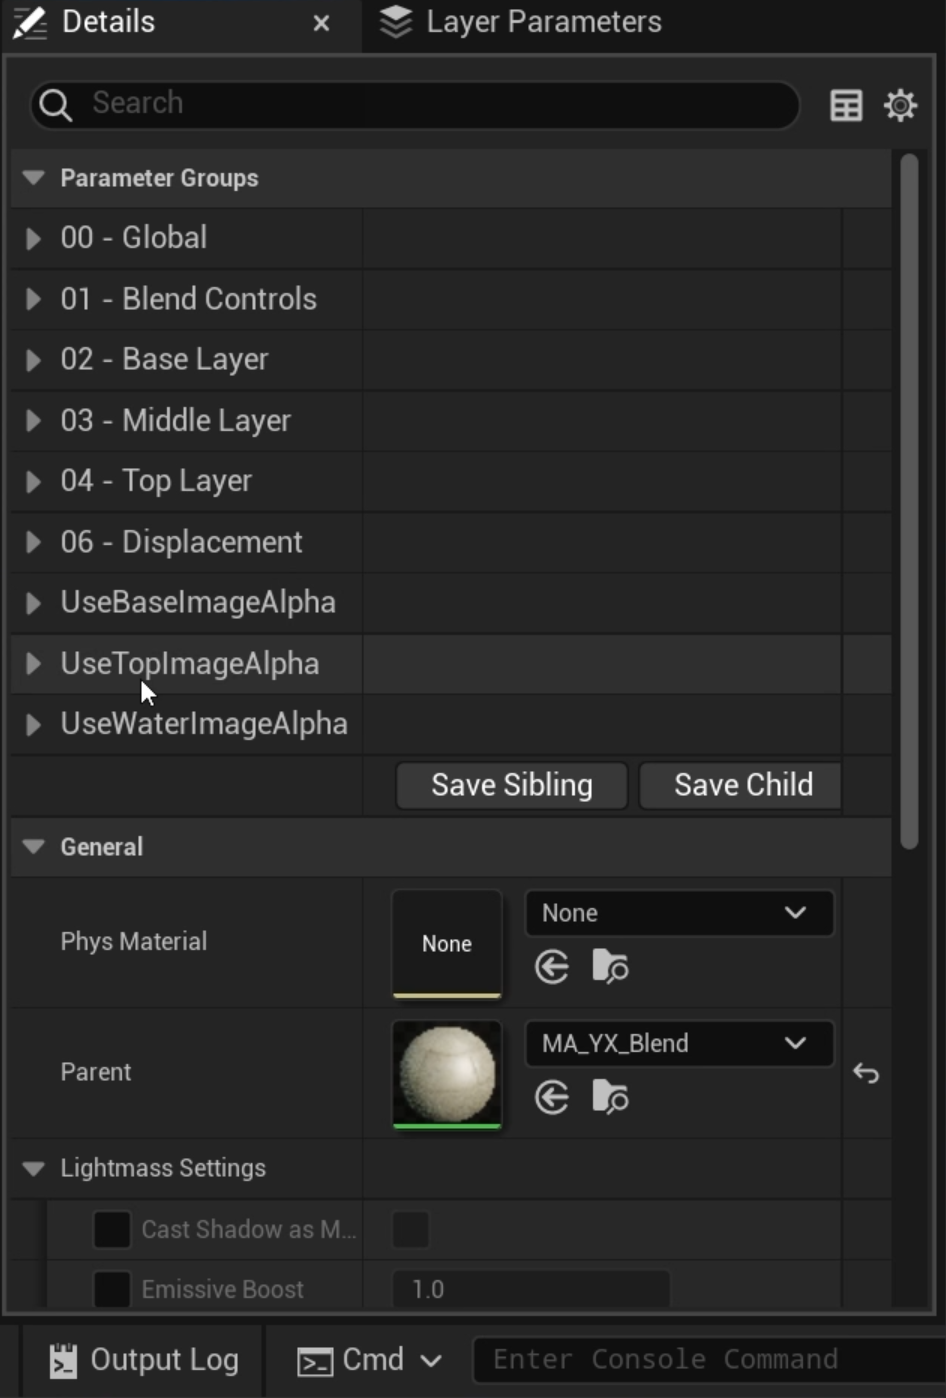 Details
Layer Parameters
Search
Parameter Groups
00 - Global
01 - Blend Controls
02 - Base Layer
03 - Middle Layer
04 - Top Layer
06 - Displacement
UseBaseImageAlpha
UseTopImageAlpha
UseWaterImageAlpha
Save Sibling Save Child
General
Phys Material None None
Parent MA_YX_Blend
Lightmass Settings
Cast Shadow as M...
Emissive Boost 1.0
Output Log Cmd Enter Console Command